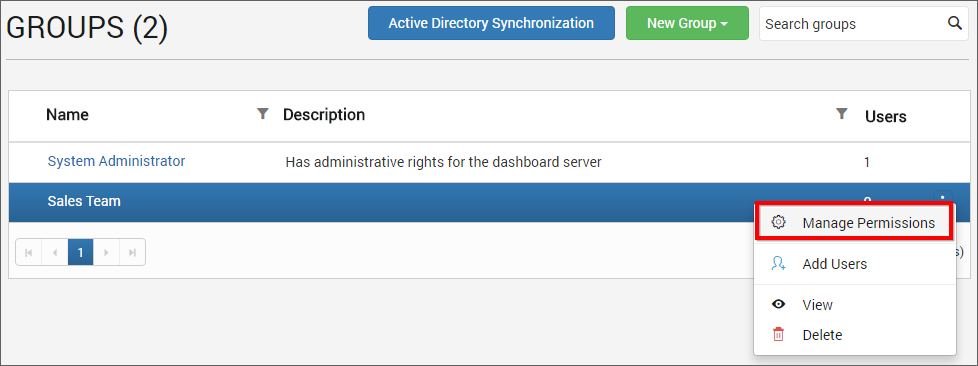 GROUPS (2)
Active Directory Synchronization
New Group
Search groups
Name Description Users
System Administrator Has administrative rights for the dashboard server 1
Sales Team
Manage Permissions
1
Add Users
View
Delete